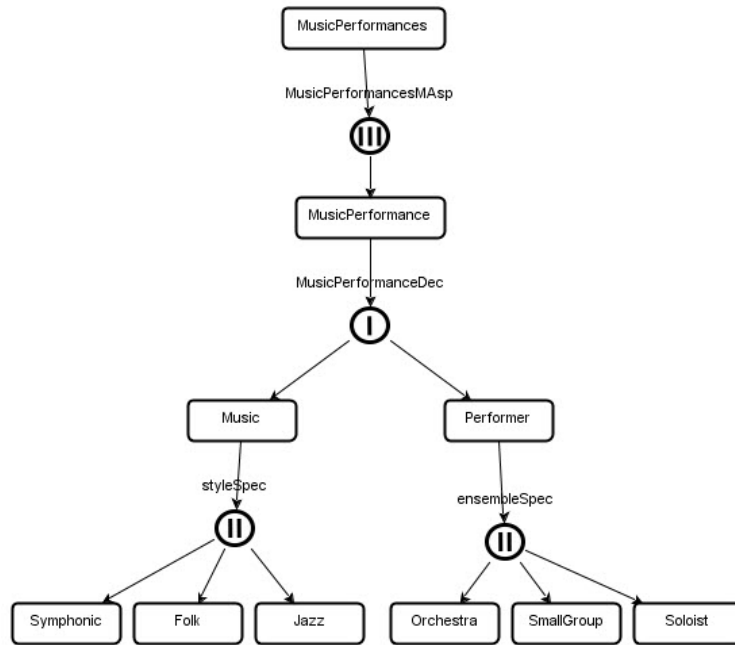 MusicPerformances
MusicPerformancesMAsp
III
MusicPerformance
MusicPerformanceDec
I
Music
Performer
styleSpec
ensembleSpec
II
II
Symphonic
Folk
Jazz
Orchestra
SmallGroup
Soloist